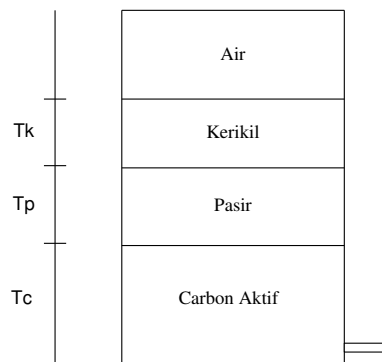 Air
Tk
Kerikil
Tp
Pasir
Tc
Carbon Aktif